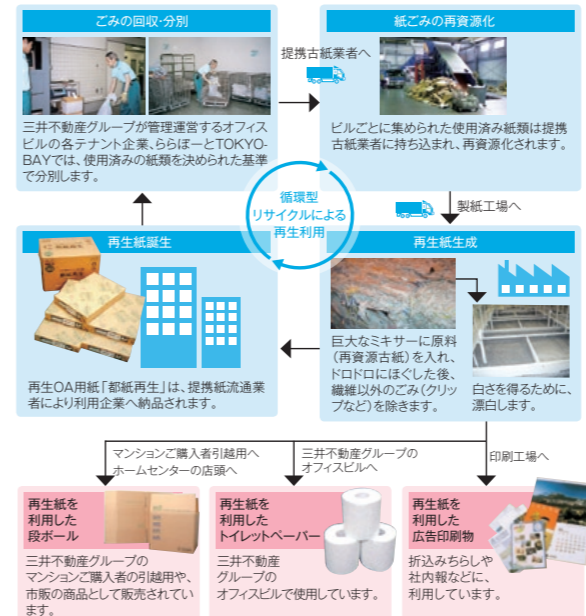 ごみの回収・分別
三井不動産グループが管理運営するオフィス
ビルの各テナント企業、ららぽーとTOKYO-
BAYでは、使用済みの紙類を決められた基準
で分別します。
提携古紙業者へ
紙ごみの再資源化
ビルごとに集められた使用済み紙類は提携
古紙業者に持ち込まれ、再資源化されます。
循環型
リサイクルによる
再生利用
製紙工場へ
再生紙誕生
再生OA用紙「都紙再生」は、提携紙流通業
者により利用企業へ納品されます。
再生紙生成
巨大なミキサーに原料
(再資源古紙)を入れ、
ドロドロにほぐした後、
繊維以外のごみ(クリッ
プなど)を除きます。
白さを得るために、
漂白します。
マンションご購入者引越用へ
ホームセンターの店頭へ
三井不動産グループの
オフィスビルへ
印刷工場へ
再生紙を
利用した
段ボール
三井不動産グループの
マンションご購入者の引越用や、
市販の商品として販売されてい
ます。
再生紙を
利用した
トイレットペーパー
三井不動産
グループの
オフィスビルで使用しています。
再生紙を
利用した
広告印刷物
折込みちらしや
社内報などに、
利用しています。